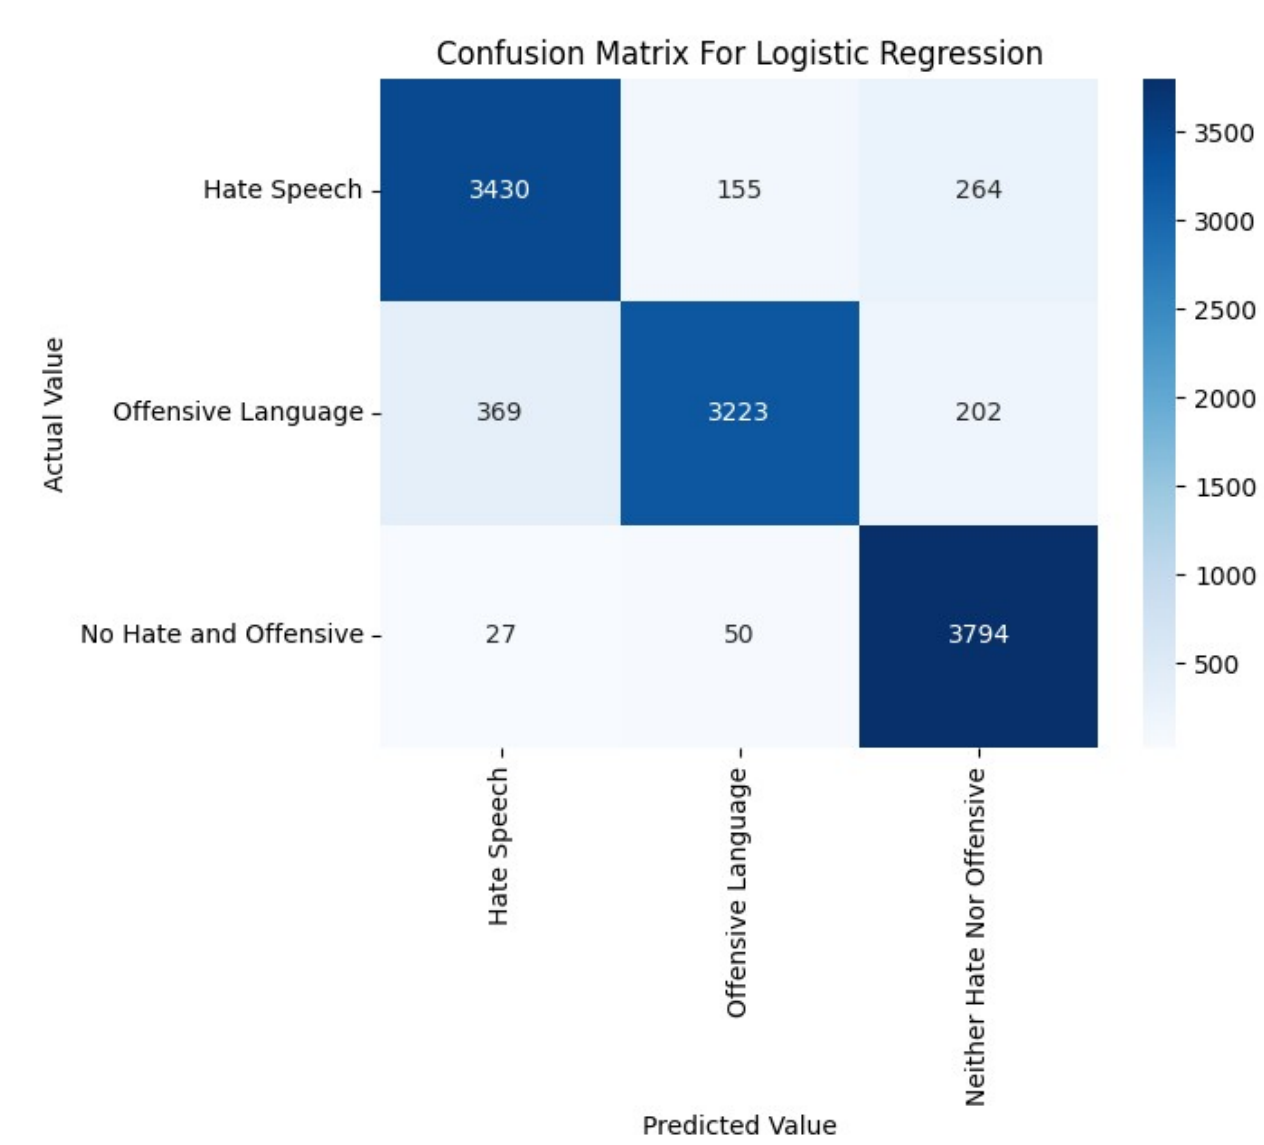 Confusion Matrix For Logistic Regression
Actual Value
Hate Speech 3430 155 264
Offensive Language 369 3223 202
No Hate and Offensive 27 50 3794
3500
3000
2500
2000
1500
1000
500
Hate Speech
Offensive Language
Neither Hate Nor Offensive
Predicted Value